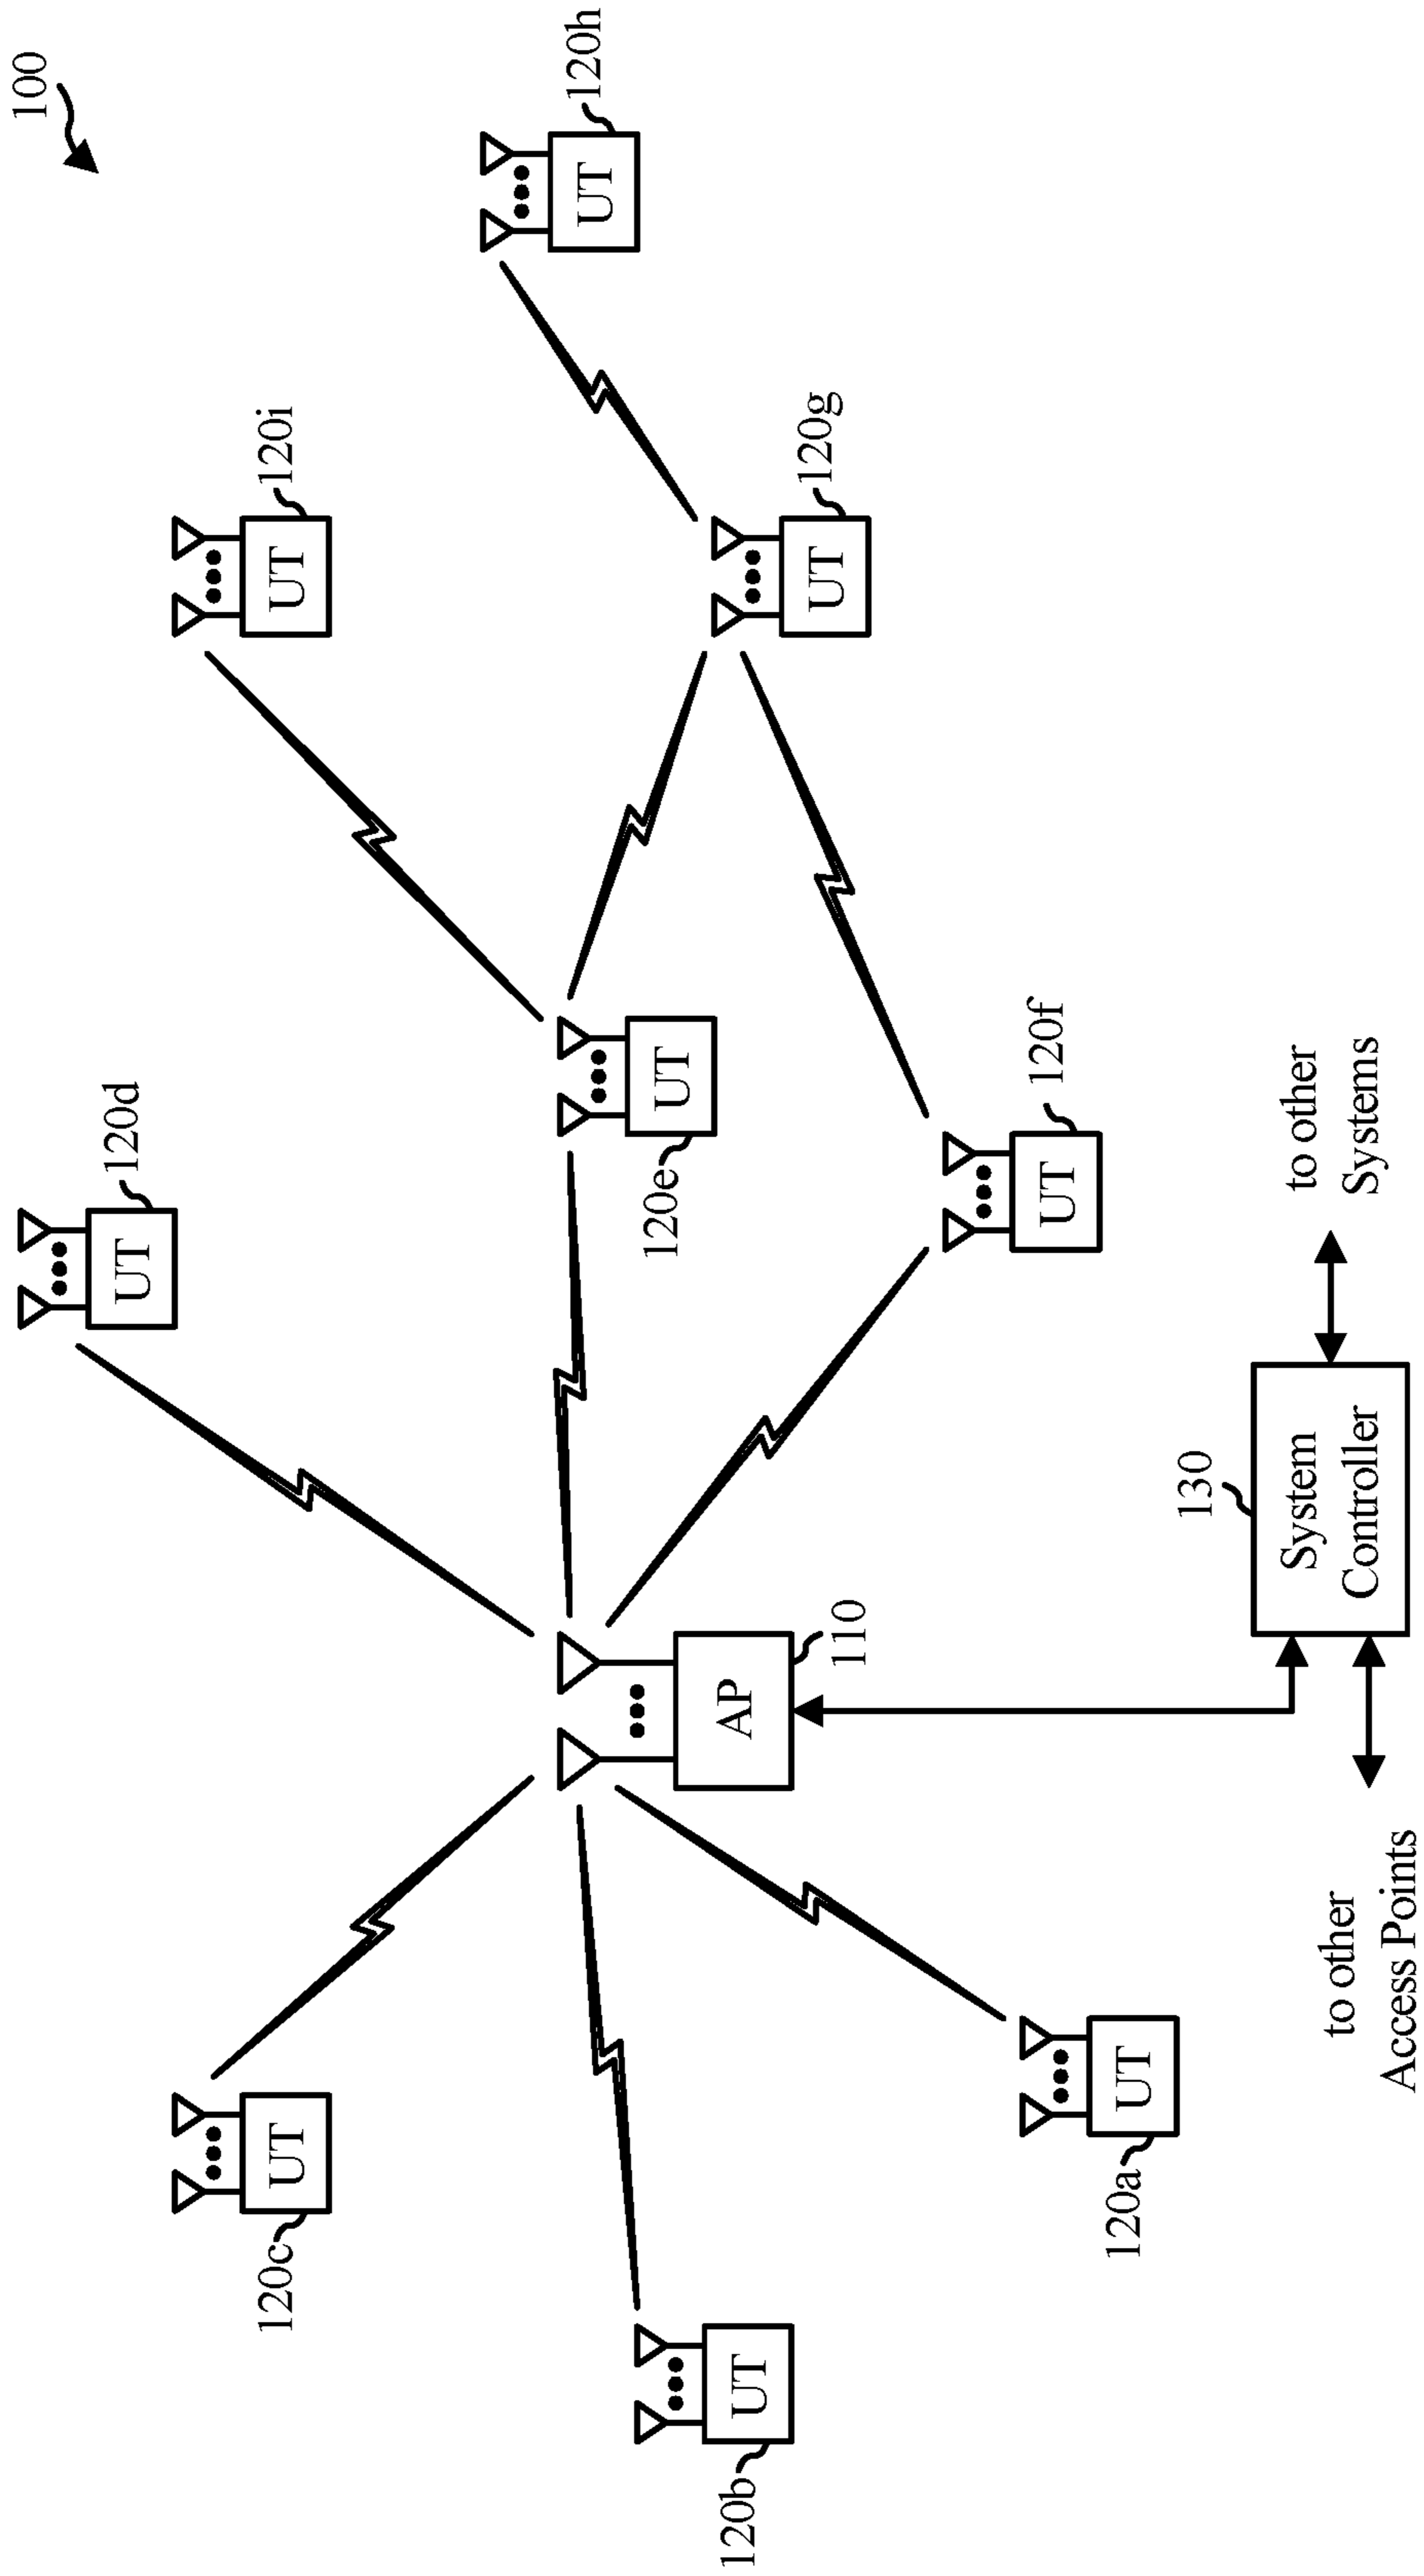 100
120d
UT
120i
UT
120c
UT
120h
UT
120e
UT
120g
UT
120b
UT
AP
110
120f
UT
120a
UT
130
System
Controller
to other
Systems
to other
Access Points